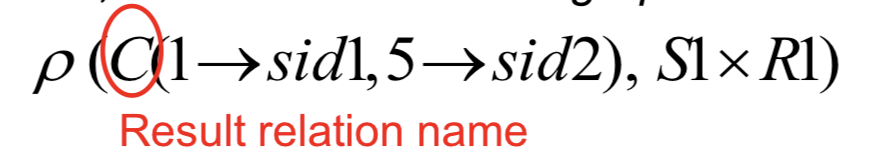 ρ (C(1→sid1,5→sid2), S1× R1)
Result relation name